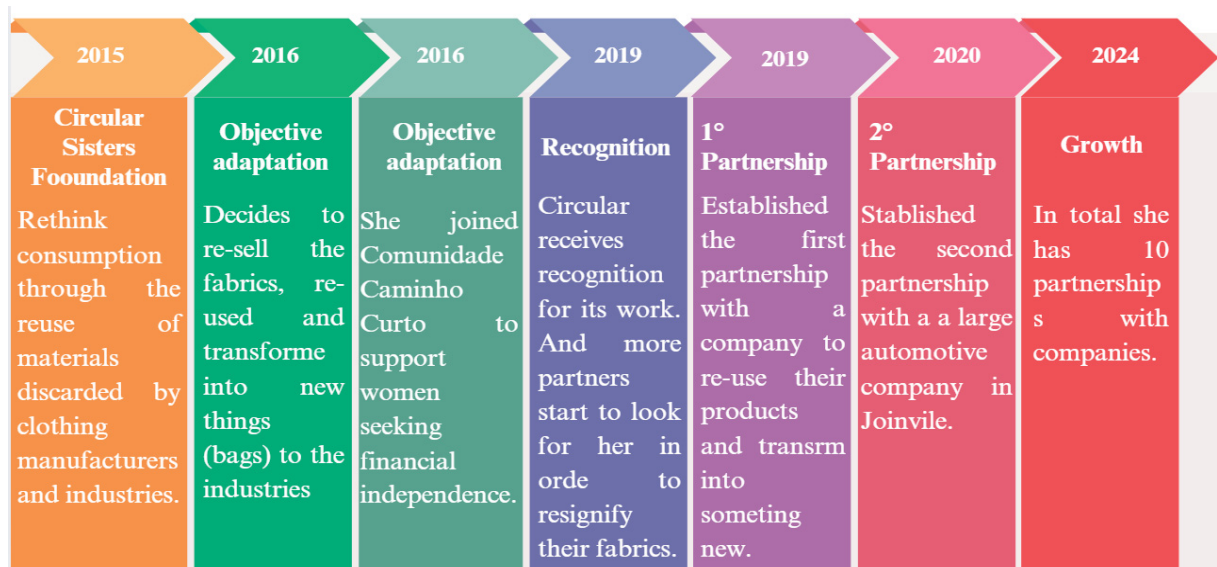 2015
Circular
Sisters
Fooundation
Rethink
consumption
through the
reuse of
materials
discarded by
clothing
manufacturers
and industries.
2016
Objective
adaptation
Decides to
re-sell the
fabrics, re-
used and
transforme
into new
things
(bags) to the
industries
2016
Objective
adaptation
She joined
Comunidade
Caminho
Curto to
support
women
seeking
financial
independence.
2019
Recognition
Circular
receives
recognition
for its work.
And more
partners
start to look
for her in
orde to
resignify
their fabrics.
2019
1°
Partnership
Established
the first
partnership
with a
company to
re-use their
products
and transrm
into
someting
new.
2020
2°
Partnership
Stablished
the second
partnership
with a a large
automotive
company in
Joinvile.
2024
Growth
In total she
has 10
partnership
s with
companies.